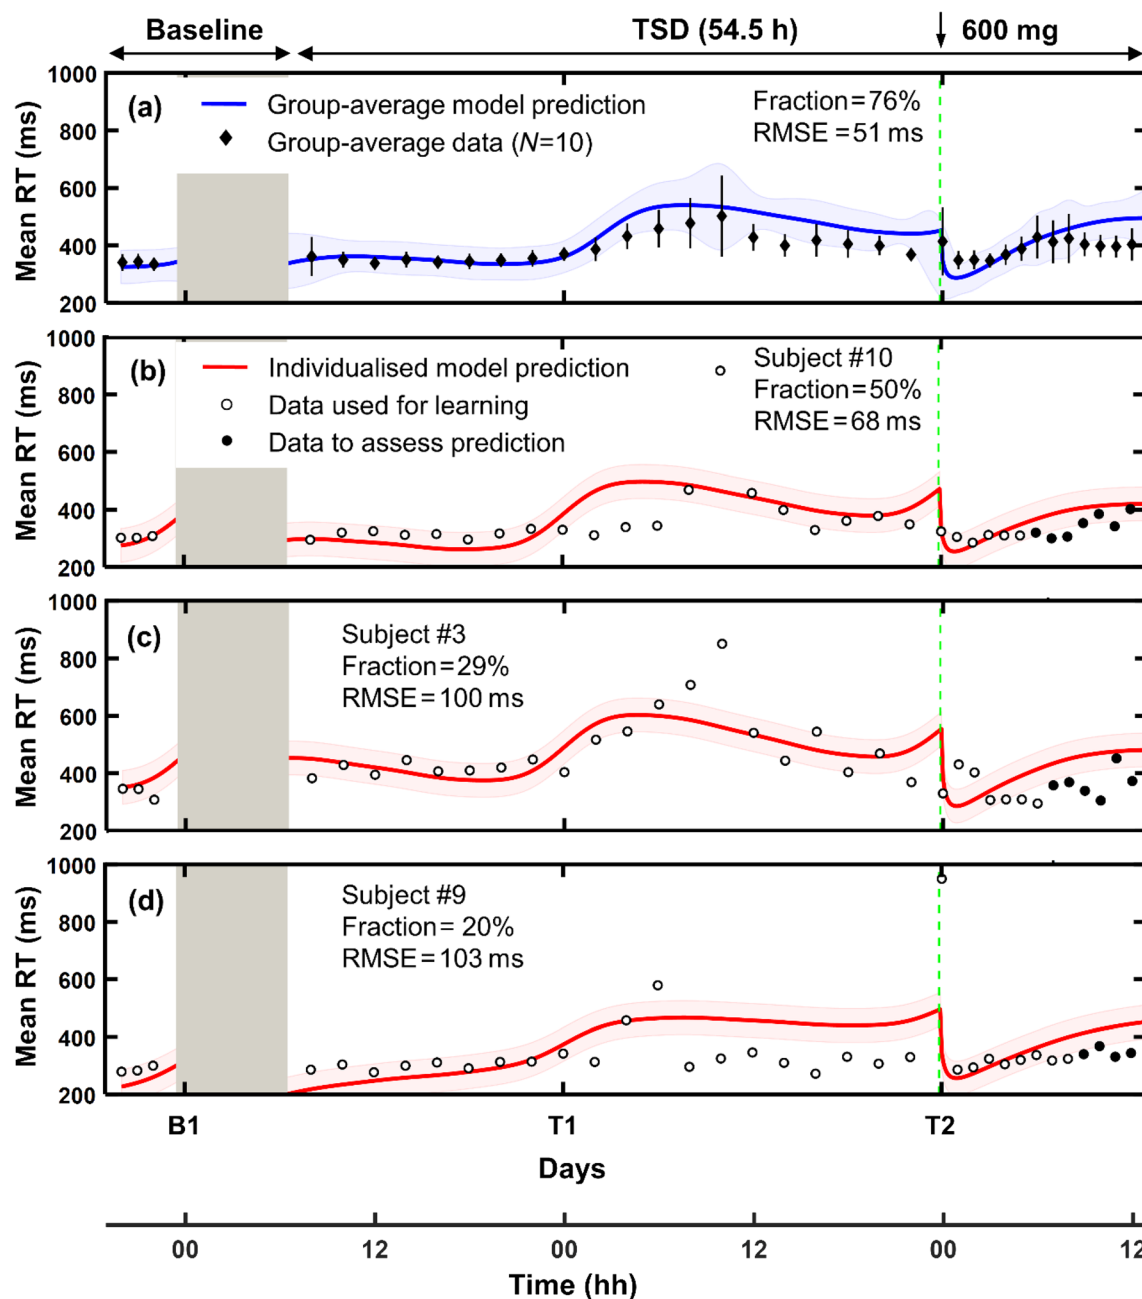 Baseline
TSD (54.5 h)
600 mg
Mean RT (ms)
1000
800
600
400
200
(a)
Group-average model prediction
Group-average data (N=10)
Fraction=76%
RMSE=51 ms
Mean RT (ms)
1000
800
600
400
200
(b)
Individualised model prediction
Data used for learning
Data to assess prediction
Subject #10
Fraction=50%
RMSE=68 ms
Mean RT (ms)
1000
800
600
400
200
(c)
Subject #3
Fraction=29%
RMSE=100 ms
Mean RT (ms)
1000
800
600
400
200
(d)
Subject #9
Fraction= 20%
RMSE=103 ms
B1
T1
T2
Days
00
12
00
12
00
12
Time (hh)